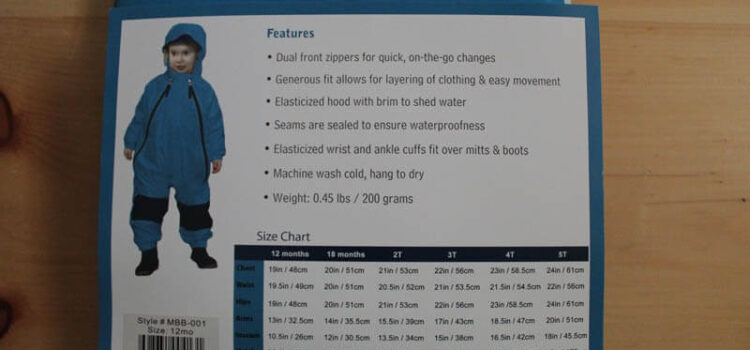 Features
• Dual front zippers for quick, on-the-go changes
• Generous fit allows for layering of clothing & easy movement
• Elasticized hood with brim to shed water
• Seams are sealed to ensure waterproofness
• Elasticized wrist and ankle cuffs fit over mitts & boots
• Machine wash cold, hang to dry
• Weight: 0.45 lbs / 200 grams
Size Chart
12 months 18 months 2T 3T 4T 5T
Chest 19in / 48cm 20in / 51cm 21in / 53cm 22in / 56cm 23in / 58.5cm 24in / 61cm
Waist 19.5in / 49cm 20in / 51cm 20.5in / 52cm 21in / 53.5cm 21.5in / 54.5cm 22in / 56cm
Hips 19in / 48cm 20in / 51cm 21in / 53cm 22in / 56cm 23in /58.5cm 24in / 61cm
13in / 32.5cm 14in / 35.5cm 15.5in / 39cm 17in / 43cm 18.5in / 47cm 20in / 51cm
10.5in / 26cm 12in / 30.5cm 13.5in / 34cm 15in / 38cm 16.5in / 42cm 18in / 45.5cm
Style # MBB-001
Size: 12mo